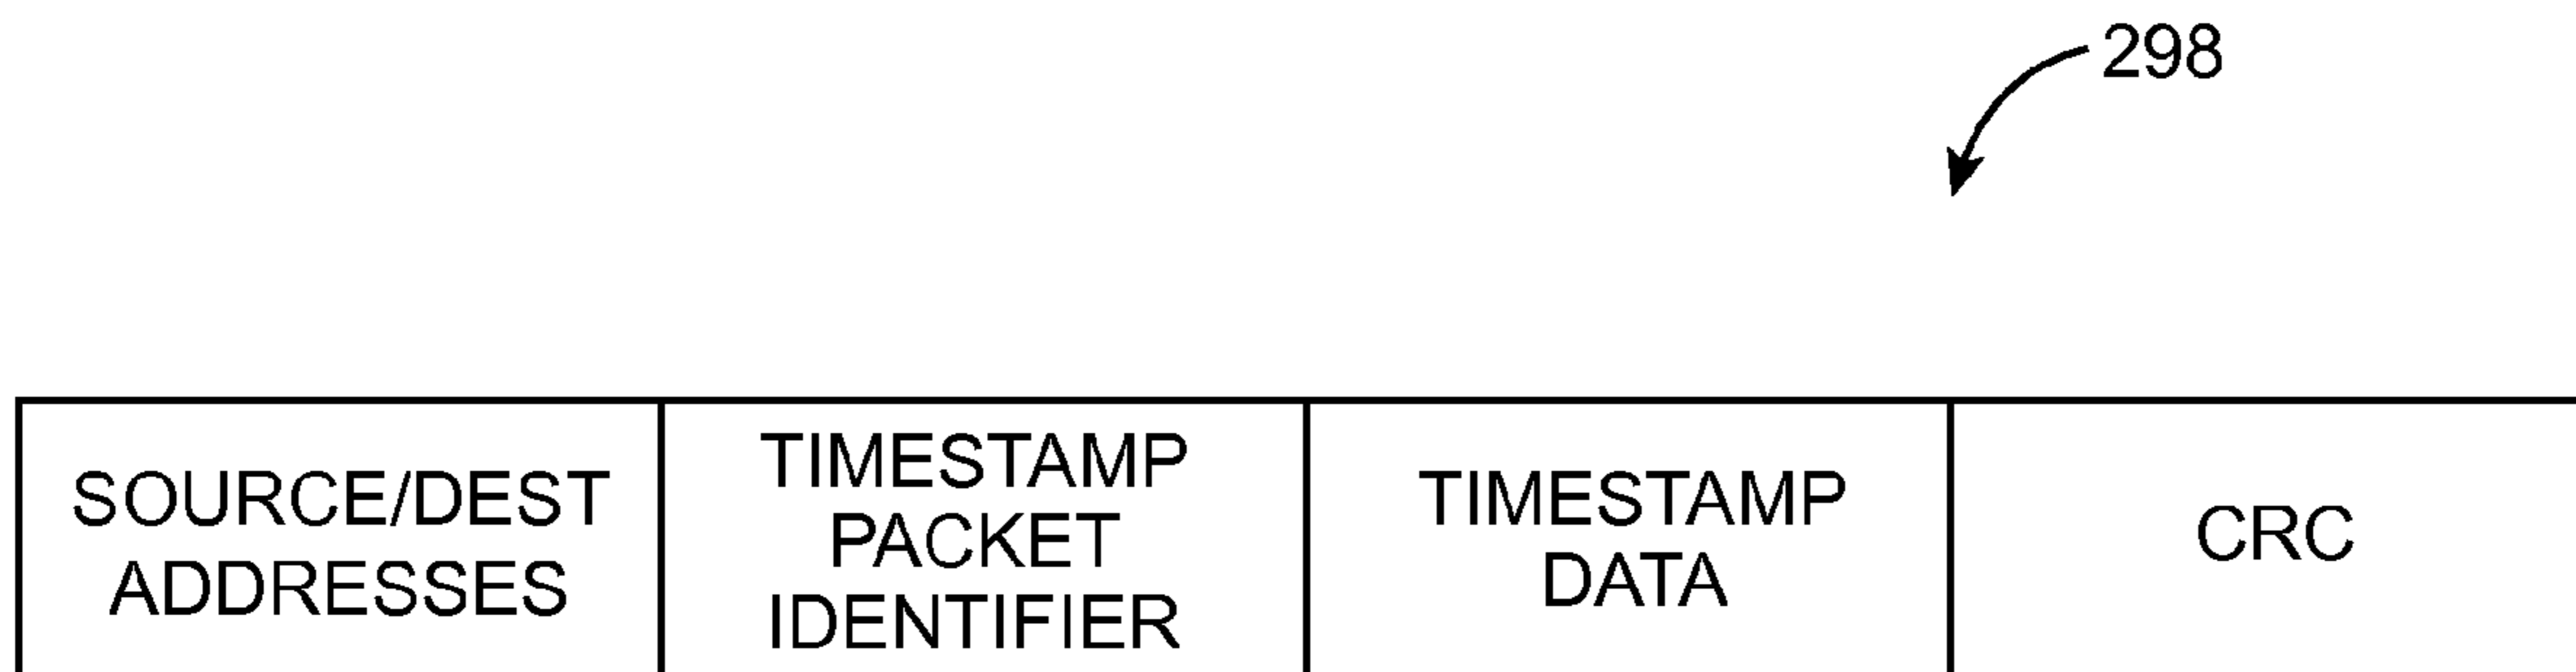 298
SOURCE/DEST
ADDRESSES
TIMESTAMP
PACKET
IDENTIFIER
TIMESTAMP
DATA
CRC